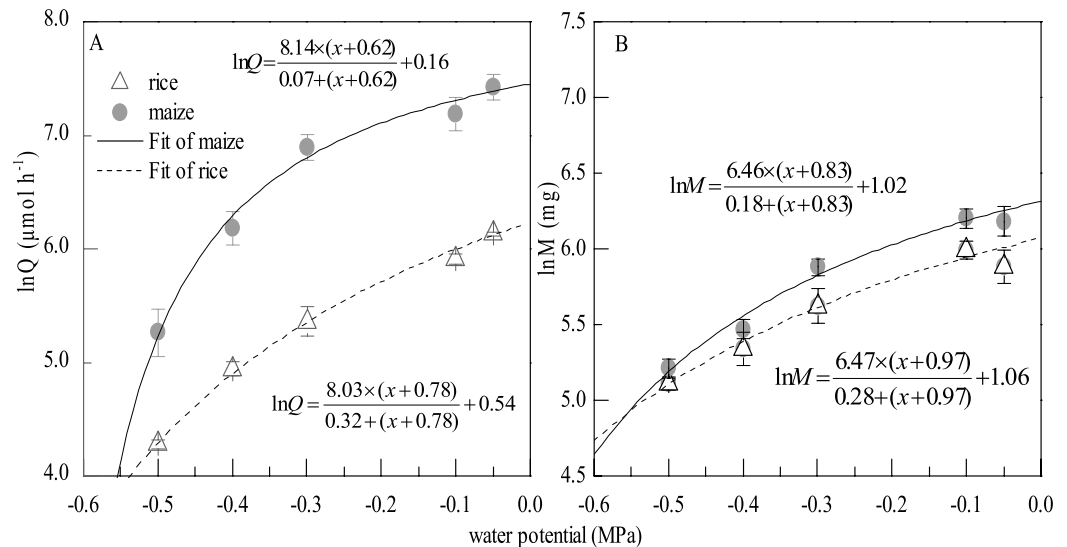 A
8.0
7.0
6.0
5.0
4.0
lnQ (μmol h⁻¹)
rice
maize
Fit of maize
Fit of rice
lnQ=8.14×(x+0.62)/0.07+(x+0.62)+0.16
lnQ=8.03×(x+0.78)/0.32+(x+0.78)+0.54
-0.6 -0.5 -0.4 -0.3 -0.2 -0.1 0.0
B
7.5
7.0
6.5
6.0
5.5
5.0
4.5
lnM (mg)
lnM=6.46×(x+0.83)/0.18+(x+0.83)+1.02
lnM=6.47×(x+0.97)/0.28+(x+0.97)+1.06
-0.6 -0.5 -0.4 -0.3 -0.2 -0.1 0.0
water potential (MPa)